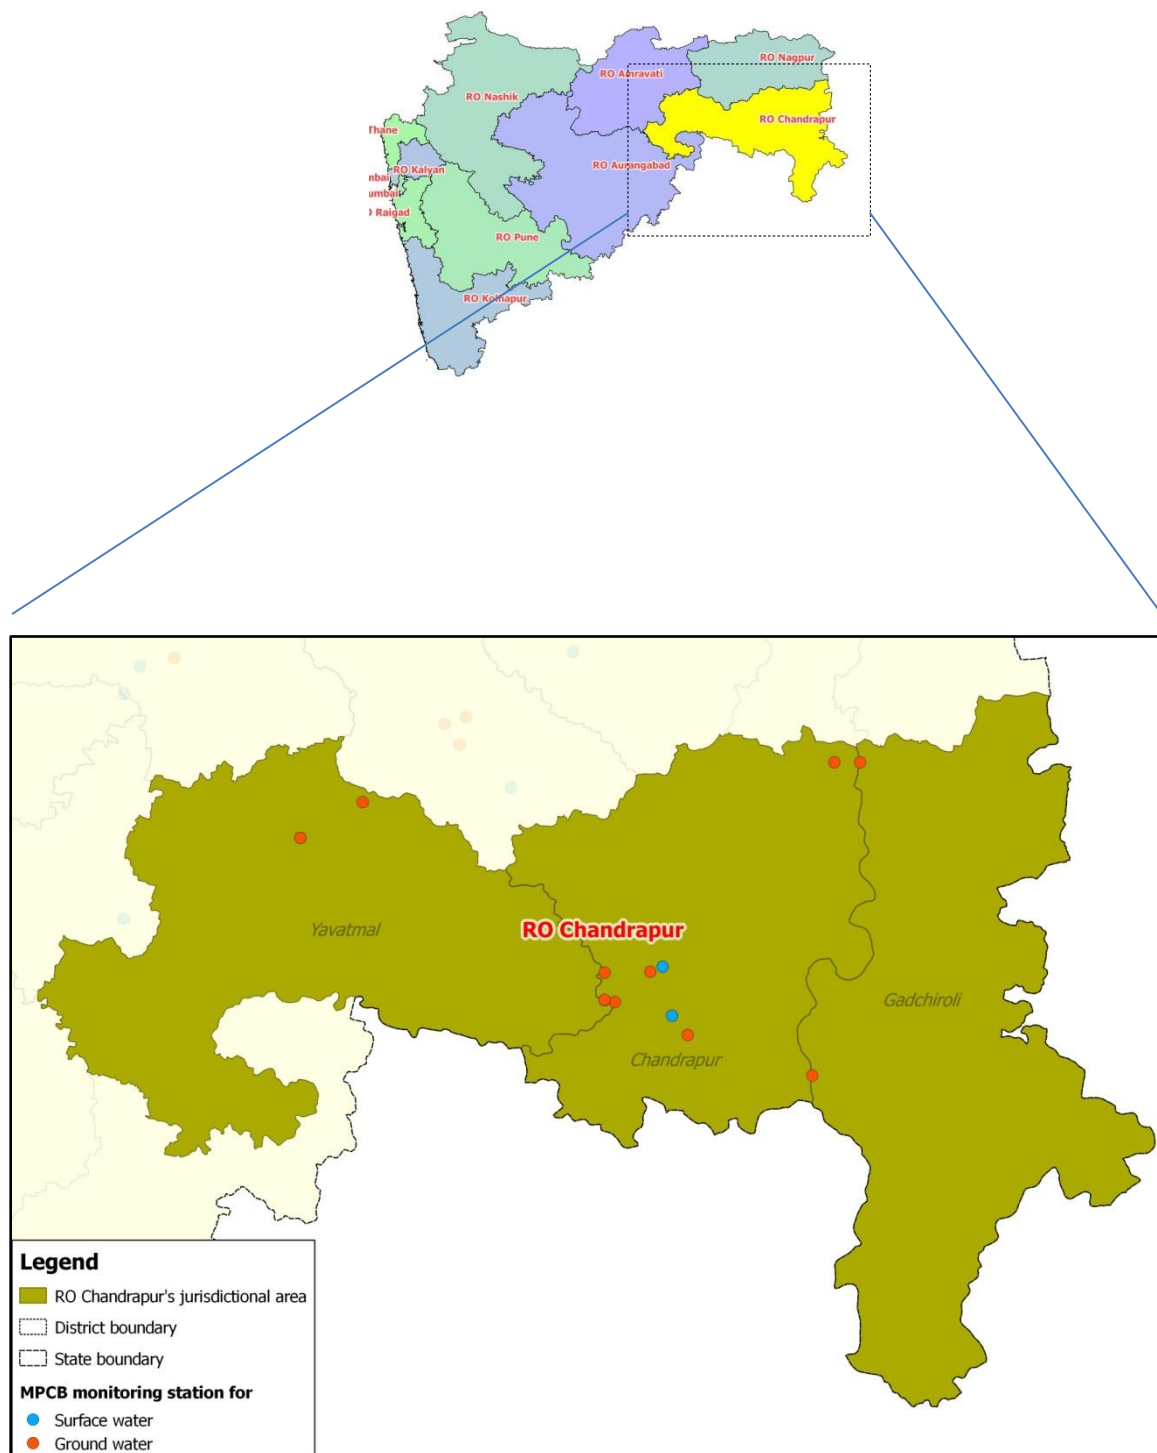 RO Nagpur
RO Amravati
RO Nashik
RO Chandrapur
Thane
RO Aurangabad
RO Kalyan
nbai
umbai
O Raigad
RO Pune
RO Kolhapur
Yavatmal
RO Chandrapur
Gadchiroli
Chandrapur
Legend
RO Chandrapur's jurisdictional area
District boundary
State boundary
MPCB monitoring station for
Surface water
Ground water